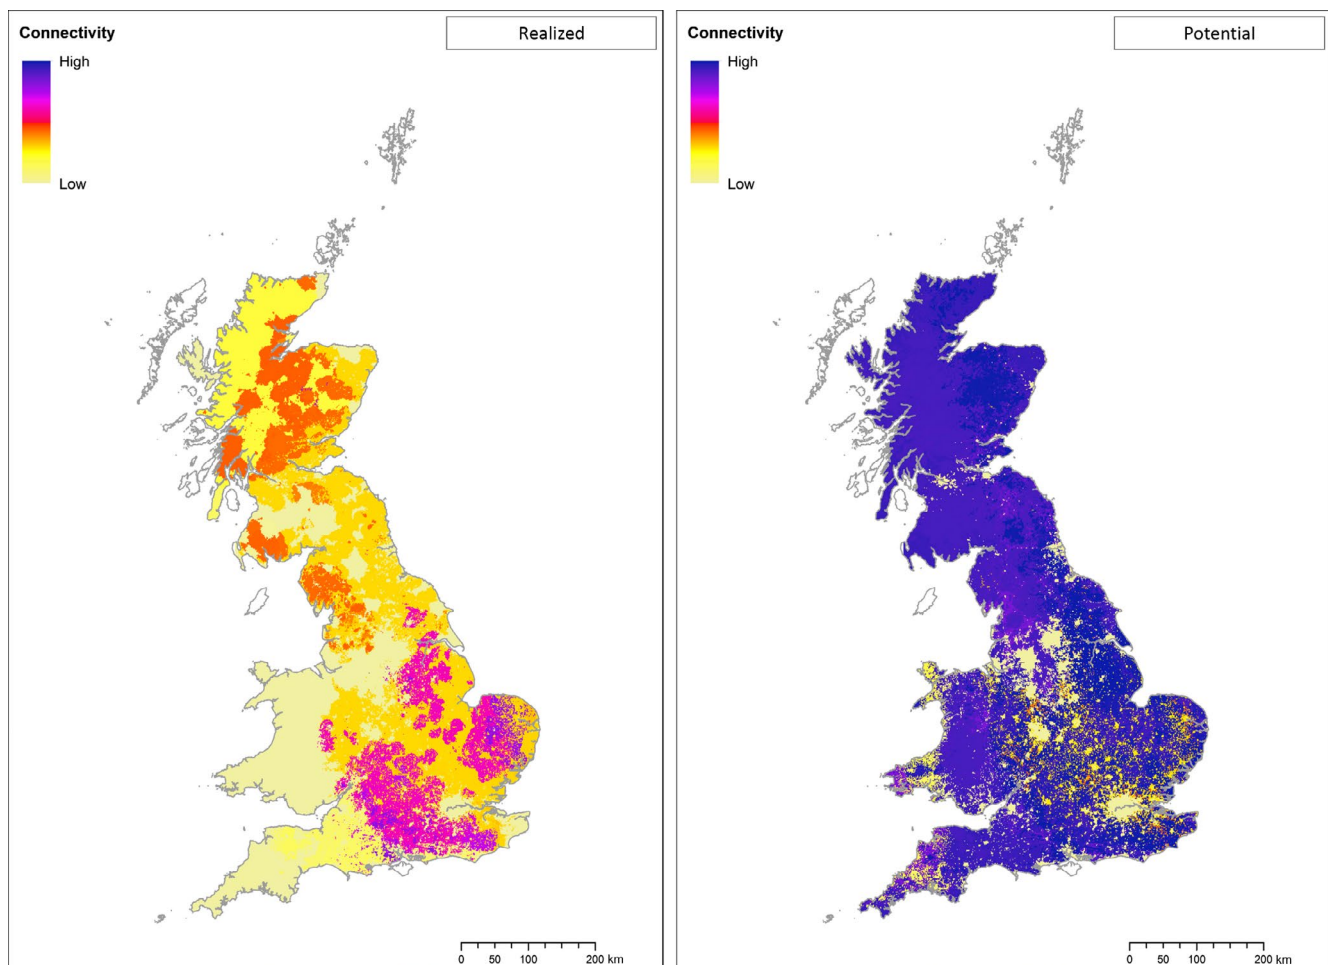 Connectivity
Realized
High
Low
0 50 100 200 km
Connectivity
Potential
High
Low
0 50 100 200 km